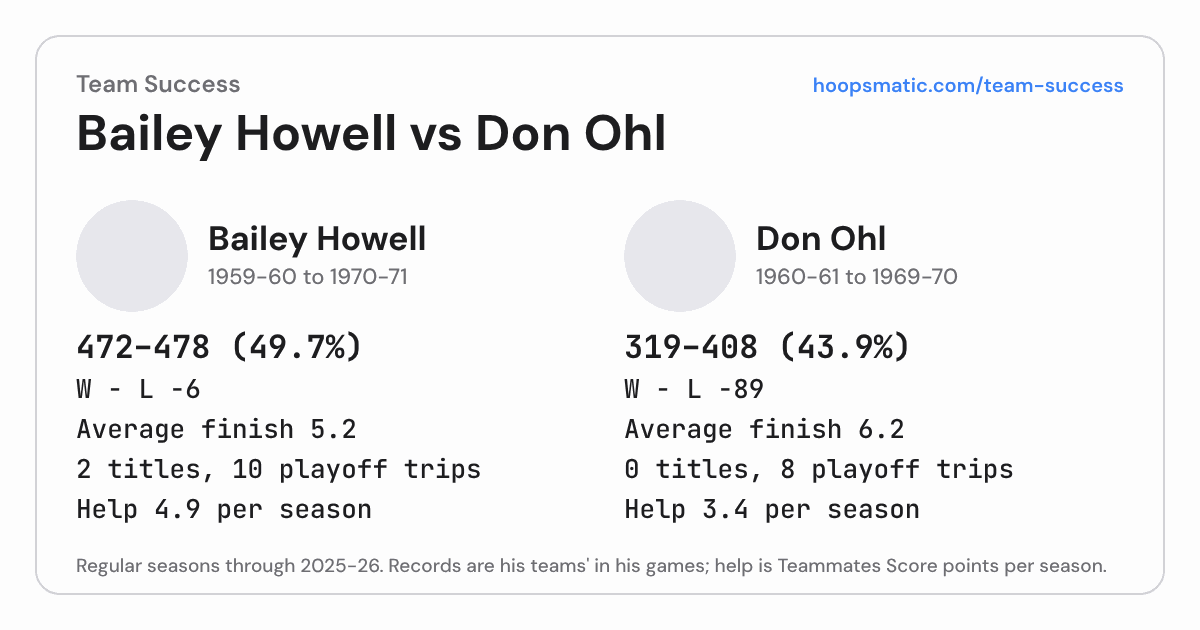 Team Success
hoopsmatic.com/team-success
Bailey Howell vs Don Ohl
Bailey Howell
1959-60 to 1970-71
472-478 (49.7%)
W - L -6
Average finish 5.2
2 titles, 10 playoff trips
Help 4.9 per season
Don Ohl
1960-61 to 1969-70
319-408 (43.9%)
W - L -89
Average finish 6.2
0 titles, 8 playoff trips
Help 3.4 per season
Regular seasons through 2025-26. Records are his teams' in his games; help is Teammates Score points per season.